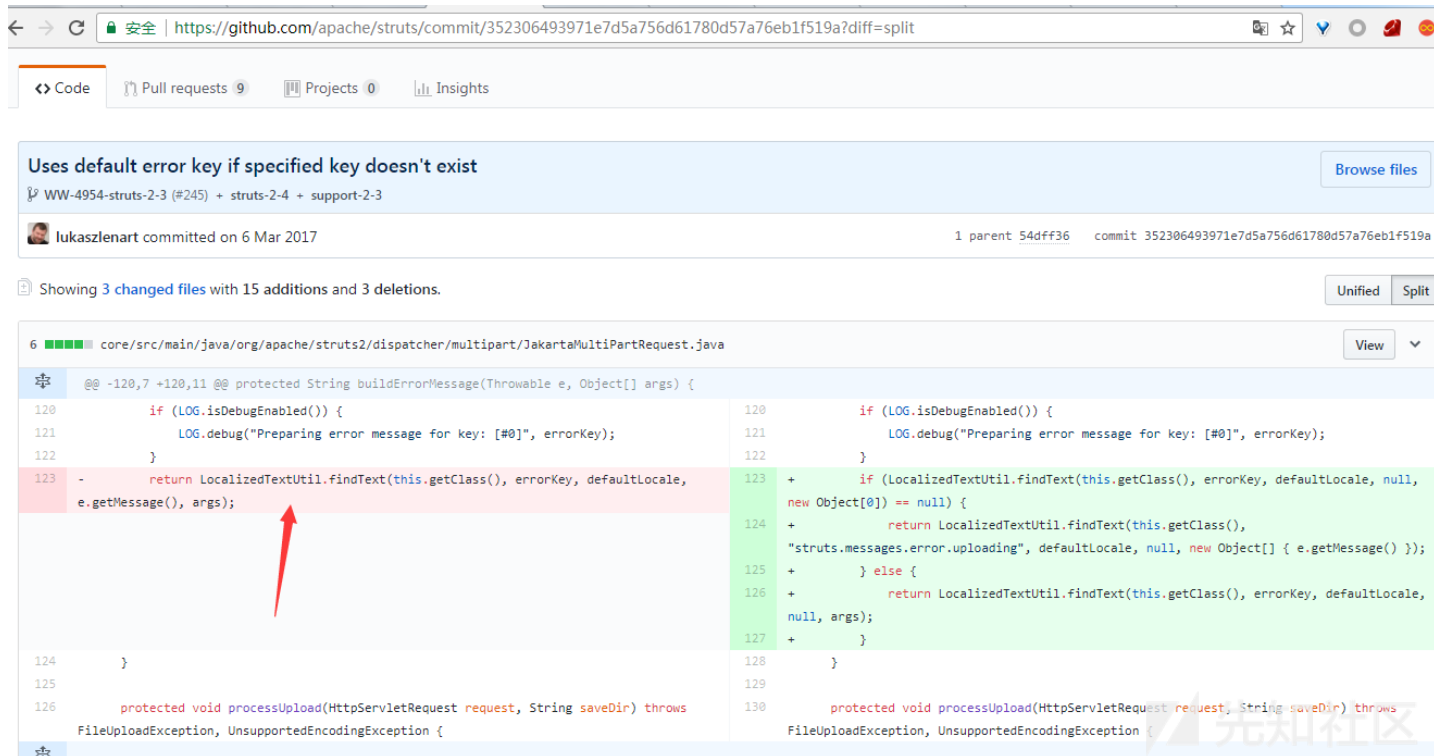 安全 | https://github.com/apache/struts/commit/352306493971e7d5a756d61780d57a76eb1f519a?diff=split
<> Code Pull requests 9 Projects 0 Insights
Uses default error key if specified key doesn't exist
Browse files
WW-4954-struts-2-3 (#245) + struts-2-4 + support-2-3
lukaszlenart committed on 6 Mar 2017
1 parent 54dff36 commit 352306493971e7d5a756d61780d57a76eb1f519a
Showing 3 changed files with 15 additions and 3 deletions.
Unified Split
6 core/src/main/java/org/apache/struts2/dispatcher/multipart/JakartaMultiPartRequest.java
View
@@ -120,7 +120,11 @@ protected String buildErrorMessage(Throwable e, Object[] args) {
120 if (LOG.isDebugEnabled()) {
121 LOG.debug("Preparing error message for key: [#0]", errorKey);
122 }
123 - return LocalizedTextUtil.findText(this.getClass(), errorKey, defaultLocale,
e.getMessage(), args);
124 }
125
126 protected void processUpload(HttpServletRequest request, String saveDir) throws
FileUploadException, UnsupportedEncodingException {
120 if (LOG.isDebugEnabled()) {
121 LOG.debug("Preparing error message for key: [#0]", errorKey);
122 }
123 + if (LocalizedTextUtil.findText(this.getClass(), errorKey, defaultLocale, null,
new Object[0]) == null) {
124 + return LocalizedTextUtil.findText(this.getClass(),
"struts.messages.error.uploading", defaultLocale, null, new Object[] { e.getMessage() });
125 + } else {
126 + return LocalizedTextUtil.findText(this.getClass(), errorKey, defaultLocale,
null, args);
127 + }
128 }
129
130 protected void processUpload(HttpServletRequest request, String saveDir) throws
FileUploadException, UnsupportedEncodingException {
先知社区